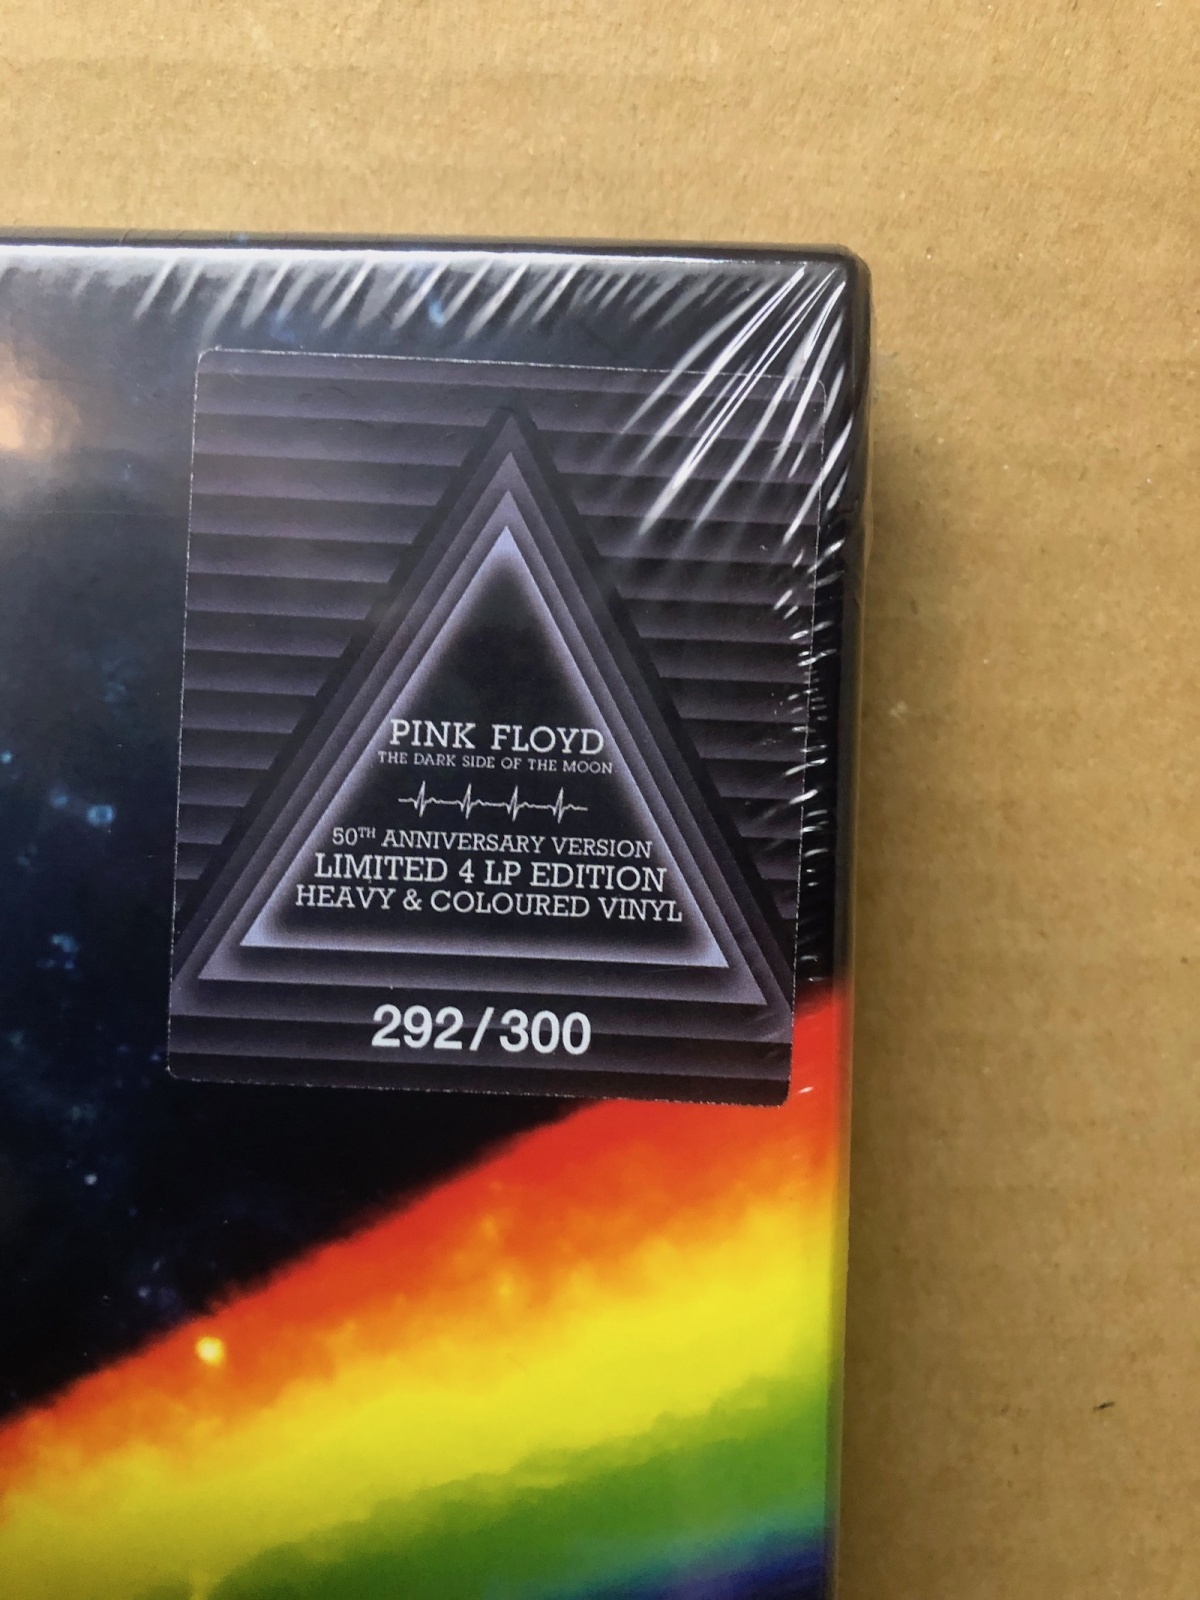 PINK FLOYD
THE DARK SIDE OF THE MOON
50TH ANNIVERSARY VERSION
LIMITED 4 LP EDITION
HEAVY & COLOURED VINYL
292/300